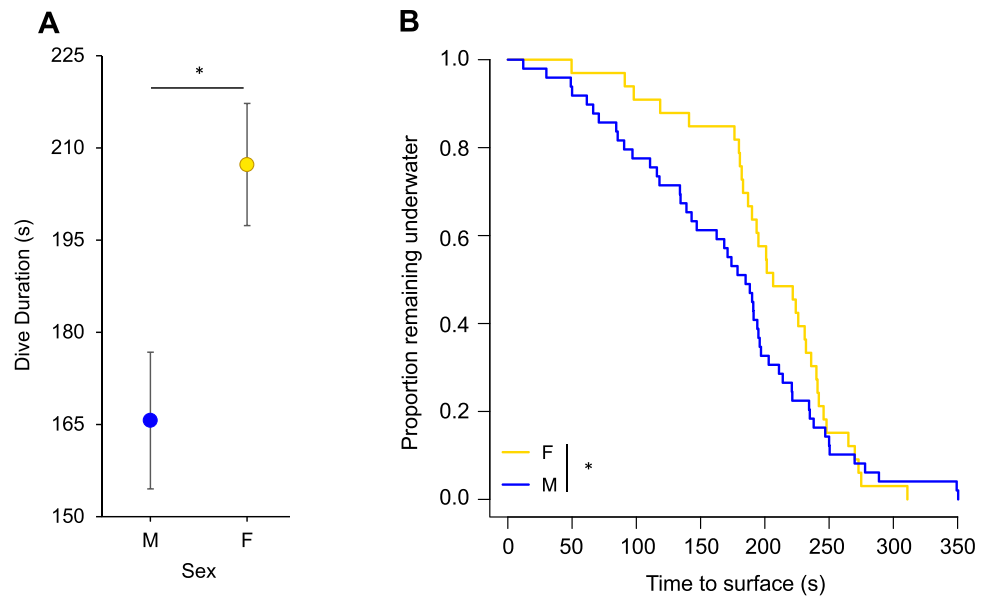 A
225
210
195
180
165
150
Dive Duration (s)
*
M
F
Sex
B
1.0
0.8
0.6
0.4
0.2
0.0
Proportion remaining underwater
F
M
*
0
50
100
150
200
250
300
350
Time to surface (s)